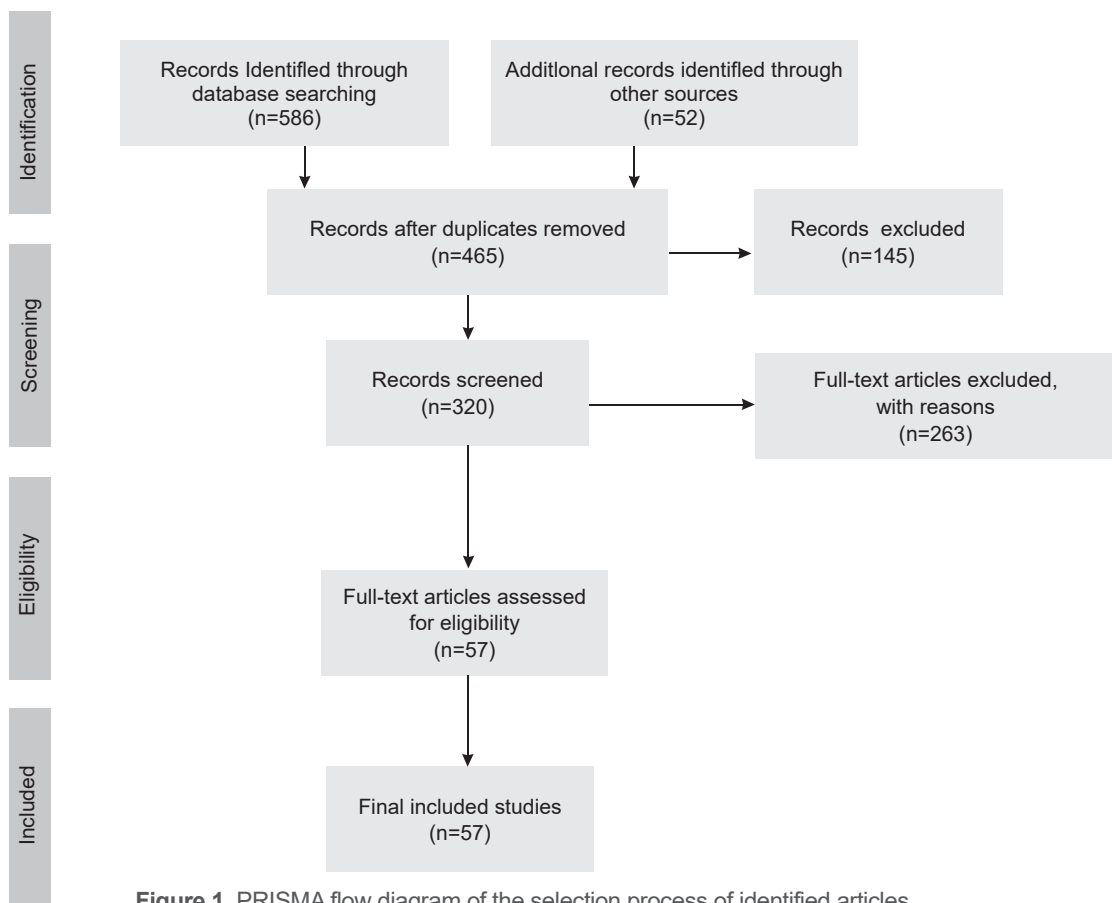 Identification
Records Identified through
database searching
(n=586)
Additlonal records identified through
other sources
(n=52)
Records after duplicates removed
(n=465)
Records excluded
(n=145)
Screening
Records screened
(n=320)
Full-text articles excluded,
with reasons
(n=263)
Eligibility
Full-text articles assessed
for eligibility
(n=57)
Included
Final included studies
(n=57)
Figure 1. PRISMA flow diagram of the selection process of identified articles